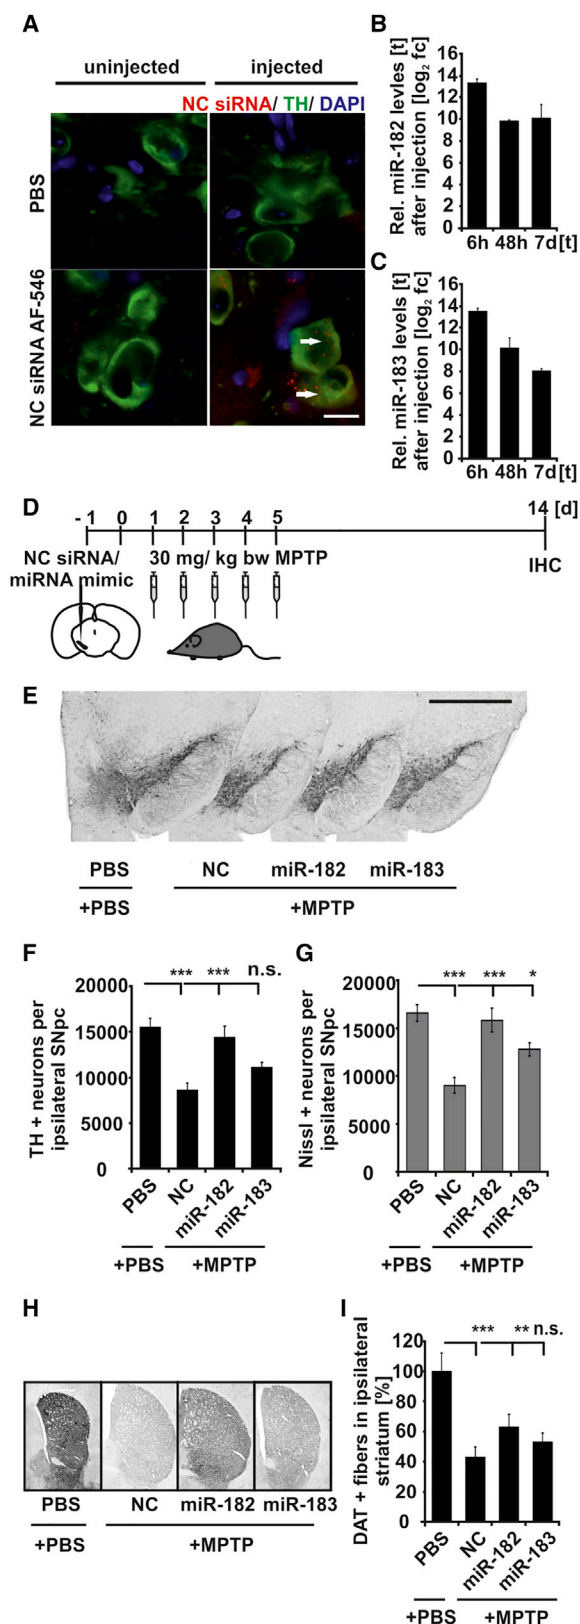 A
uninjected injected
NC siRNA/ TH/ DAPI
PBS
NC siRNA AF-546
B
Rel. miR-182 levles [t]
after injection [log2 fc]
16
14
12
10
8
6
4
2
0
6h 48h 7d [t]
C
Rel. miR-183 levels [t]
after injection [log2 fc]
16
14
12
10
8
6
4
2
0
6h 48h 7d [t]
D
-1 0 1 2 3 4 5 14 [d]
NC siRNA/
miRNA mimic
30 mg/ kg bw MPTP
IHC
E
PBS NC miR-182 miR-183
+PBS +MPTP
F
TH + neurons per
ipsilateral SNpc
20000
15000
10000
5000
0
*** *** n.s.
PBS NC miR-182 miR-183
+PBS +MPTP
G
Nissl + neurons per
ipsilateral SNpc
20000
15000
10000
5000
0
*** *** *
PBS NC miR-182 miR-183
+PBS +MPTP
H
PBS NC miR-182 miR-183
+PBS +MPTP
I
DAT + fibers in ipsilateral
striatum [%]
120
100
80
60
40
20
0
*** ** n.s.
PBS NC miR-182 miR-183
+PBS +MPTP